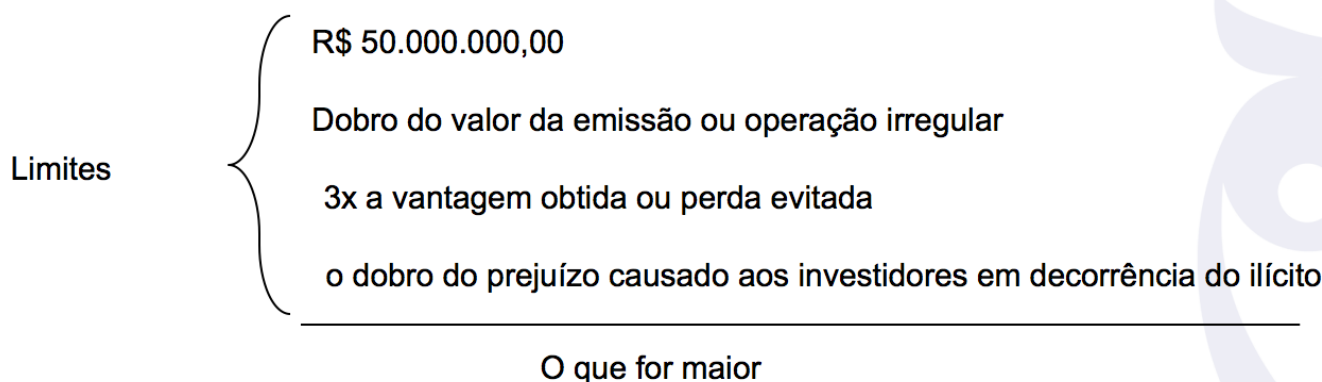 R$ 50.000.000,00
Dobro do valor da emissão ou operação irregular
Limites
3x a vantagem obtida ou perda evitada
o dobro do prejuízo causado aos investidores em decorrência do ilícito
O que for maior